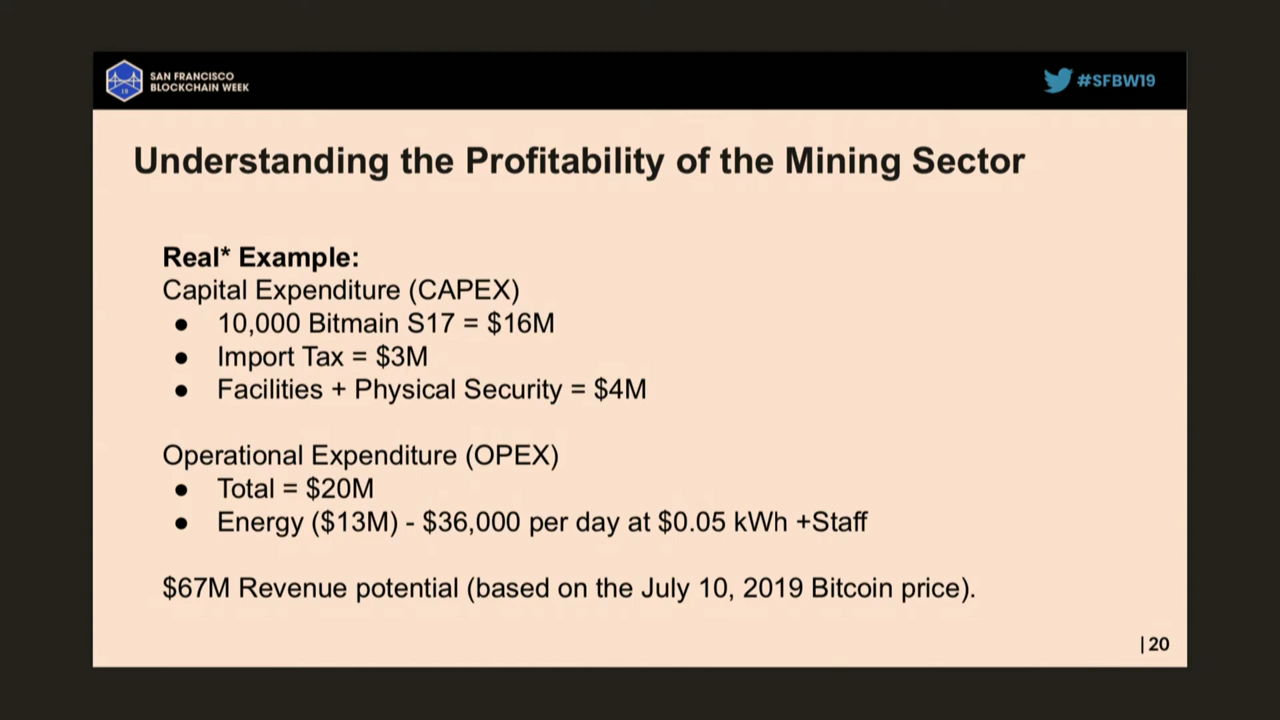 SAN FRANCISCO
BLOCKCHAIN WEEK
19
#SFBW19
Understanding the Profitability of the Mining Sector
Real* Example:
Capital Expenditure (CAPEX)
● 10,000 Bitmain S17 = $16M
● Import Tax = $3M
● Facilities + Physical Security = $4M
Operational Expenditure (OPEX)
● Total = $20M
● Energy ($13M) - $36,000 per day at $0.05 kWh +Staff
$67M Revenue potential (based on the July 10, 2019 Bitcoin price).
| 20